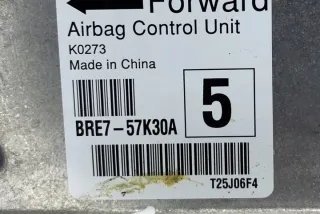 Forward
Airbag Control Unit
K0273
Made in China
5
BRE7-57K30A
T25J06F4